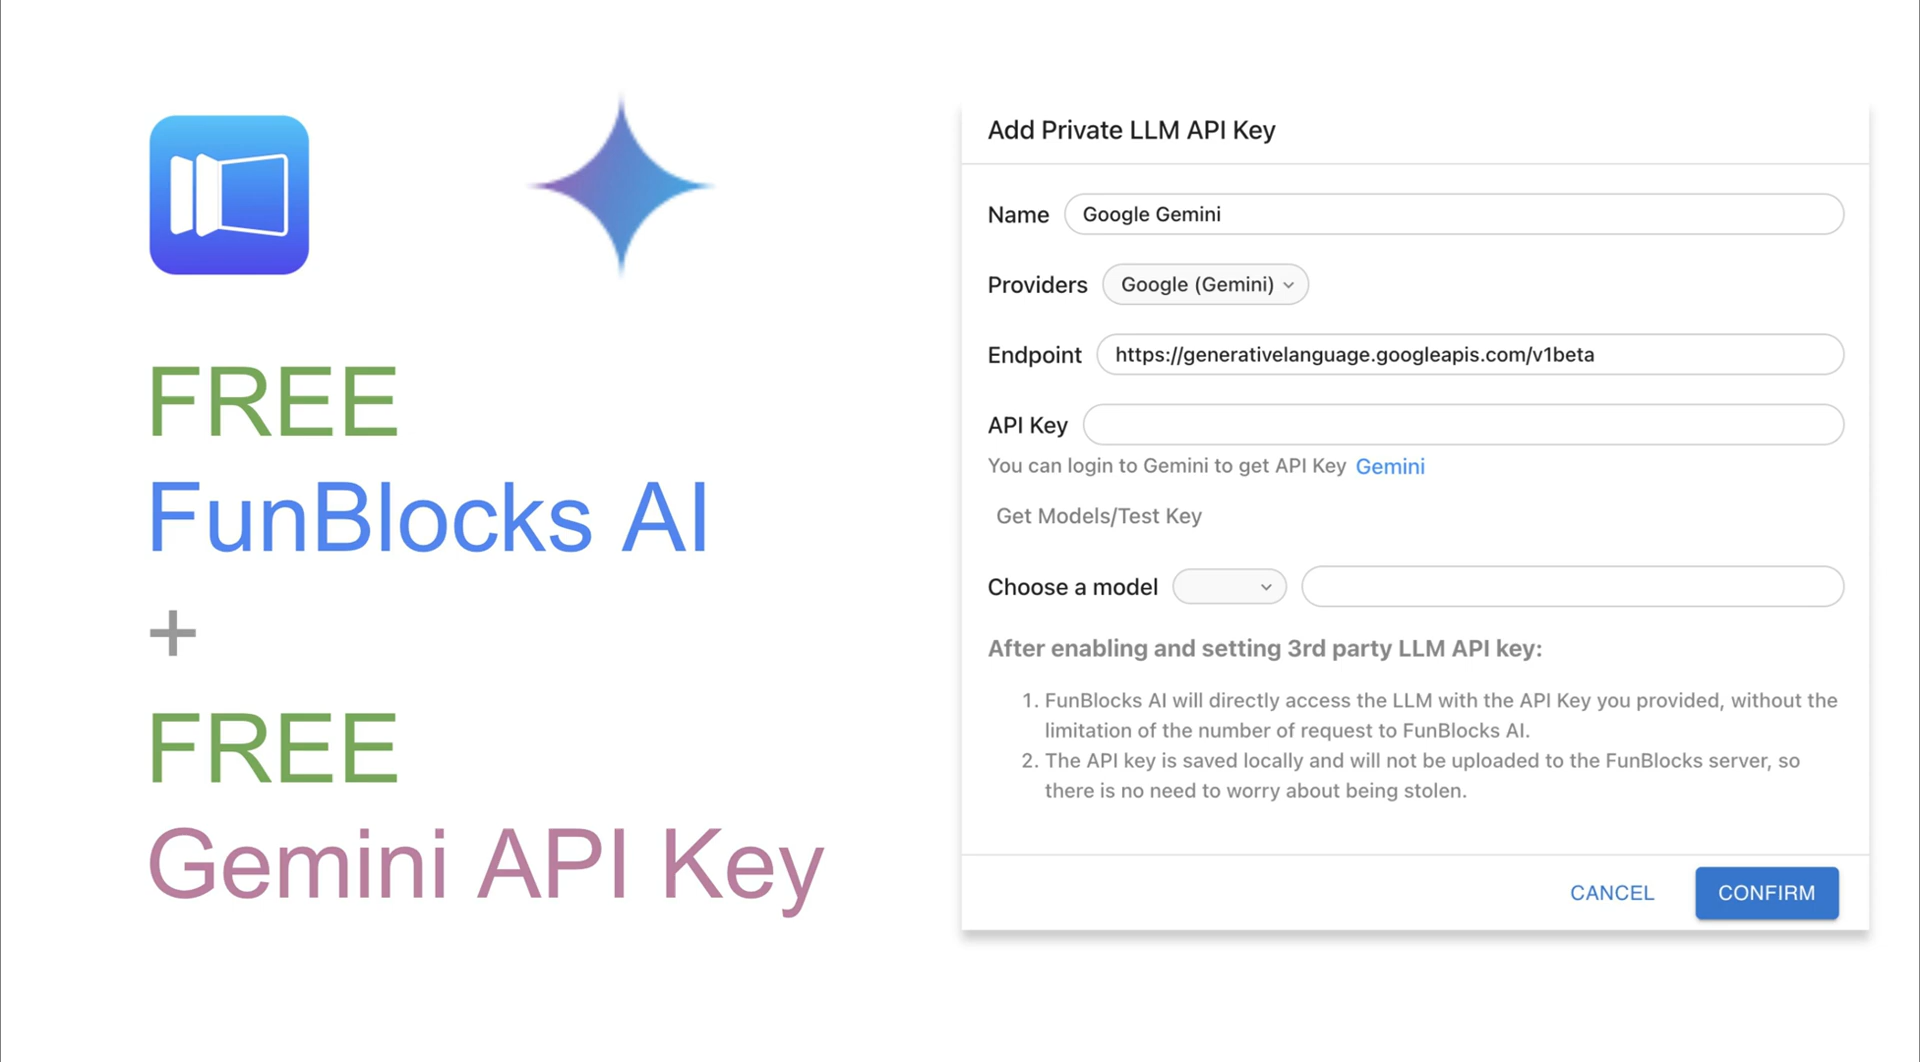 FREE
FunBlocks AI
+
FREE
Gemini API Key
Add Private LLM API Key
Name Google Gemini
Providers Google (Gemini)
Endpoint https://generativelanguage.googleapis.com/v1beta
API Key
You can login to Gemini to get API Key Gemini
Get Models/Test Key
Choose a model
After enabling and setting 3rd party LLM API key:
1. FunBlocks AI will directly access the LLM with the API Key you provided, without the
limitation of the number of request to FunBlocks AI.
2. The API key is saved locally and will not be uploaded to the FunBlocks server, so
there is no need to worry about being stolen.
CANCEL CONFIRM